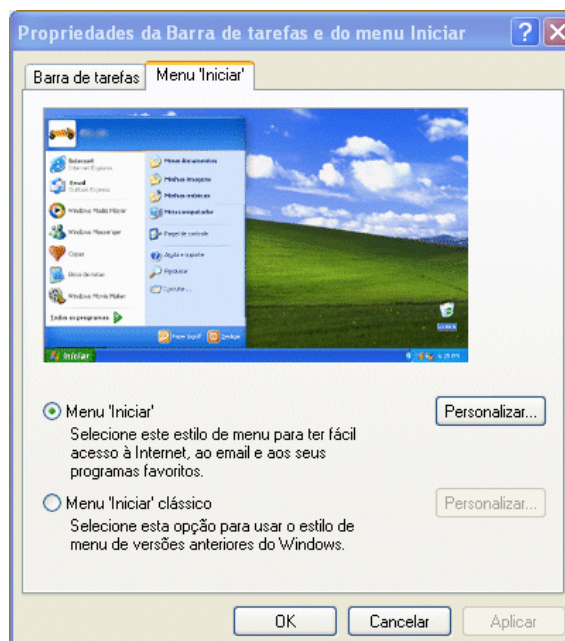 Propriedades da Barra de tarefas e do menu Iniciar
Barra de tarefas
Menu 'Iniciar'
Internet
Internet Explorer
Email
Outlook Express
Windows Media Player
Windows Messenger
Copas
Bloco de notas
Windows Movie Maker
Todos os programas
Meus documentos
Minhas imagens
Minhas músicas
Meu computador
Painel de controle
Ajuda e suporte
Pesquisar
Executar...
Iniciar
Menu 'Iniciar'
Personalizar...
Selecione este estilo de menu para ter fácil
acesso à Internet, ao email e aos seus
programas favoritos.
Menu 'Iniciar' clássico
Personalizar...
Selecione esta opção para usar o estilo de
menu de versões anteriores do Windows.
OK
Cancelar
Aplicar